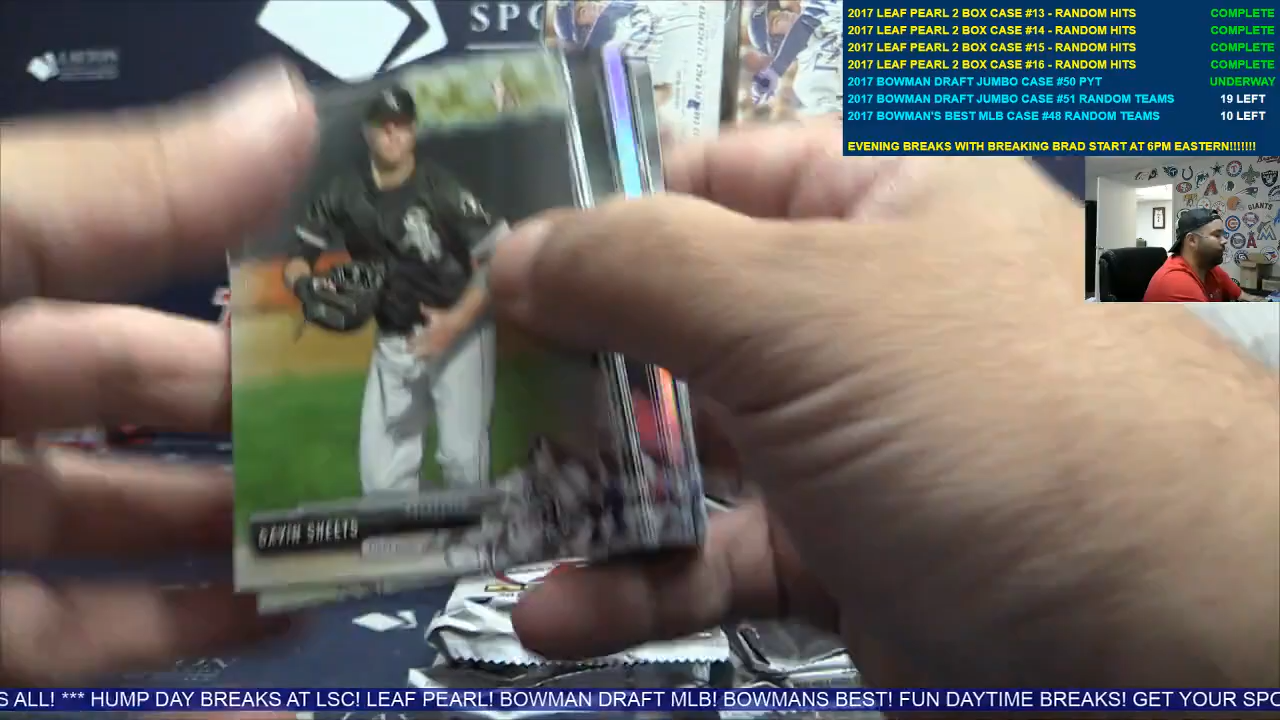 SPO
2017 LEAF PEARL 2 BOX CASE #13 - RANDOM HITS COMPLETE
2017 LEAF PEARL 2 BOX CASE #14 - RANDOM HITS COMPLETE
2017 LEAF PEARL 2 BOX CASE #15 - RANDOM HITS COMPLETE
2017 LEAF PEARL 2 BOX CASE #16 - RANDOM HITS COMPLETE
2017 BOWMAN DRAFT JUMBO CASE #50 PYT UNDERWAY
2017 BOWMAN DRAFT JUMBO CASE #51 RANDOM TEAMS 19 LEFT
2017 BOWMAN'S BEST MLB CASE #48 RANDOM TEAMS 10 LEFT
EVENING BREAKS WITH BREAKING BRAD START AT 6PM EASTERN!!!!!!!
GIANTS
GAVIN SHEETS
S ALL! *** HUMP DAY BREAKS AT LSC! LEAF PEARL! BOWMAN DRAFT MLB! BOWMANS BEST! FUN DAYTIME BREAKS! GET YOUR SPO